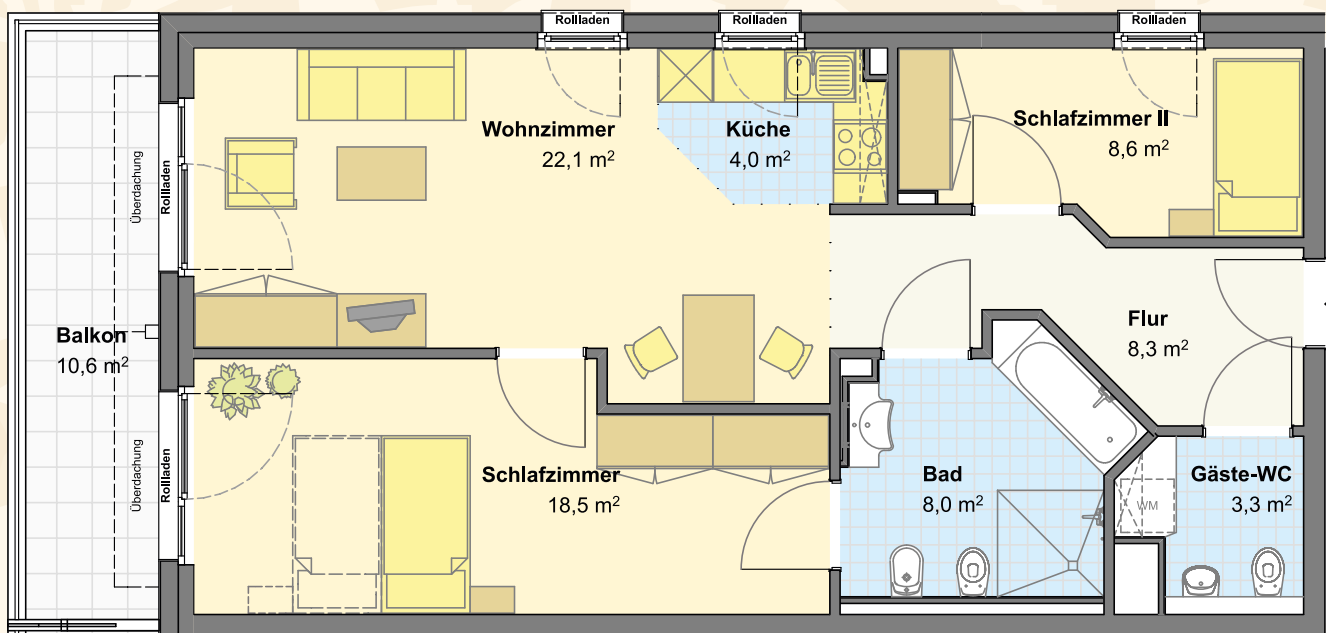 Rollladen
Rollladen
Rollladen
Wohnzimmer
22,1 m²
Küche
4,0 m²
Schlafzimmer II
8,6 m²
Überdachung
Rollladen
Balkon
10,6 m²
Flur
8,3 m²
Überdachung
Rollladen
Schlafzimmer
18,5 m²
Bad
8,0 m²
Gäste-WC
3,3 m²
WM